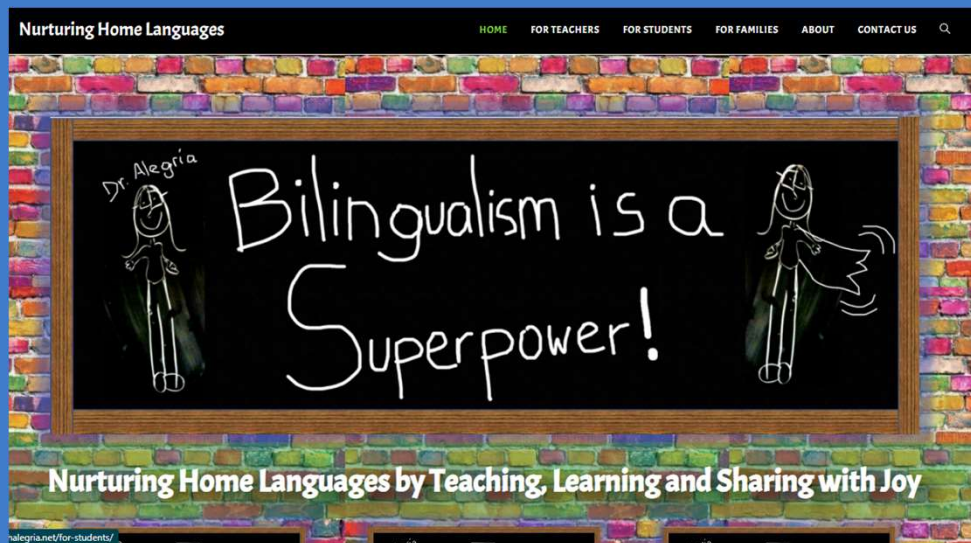 Nurturing Home Languages
HOME FOR TEACHERS FOR STUDENTS FOR FAMILIES ABOUT CONTACT US
Dr. Alegria
Bilingualism is a
Superpower!
Nurturing Home Languages by Teaching, Learning and Sharing with Joy
nalegria.net/for-students/